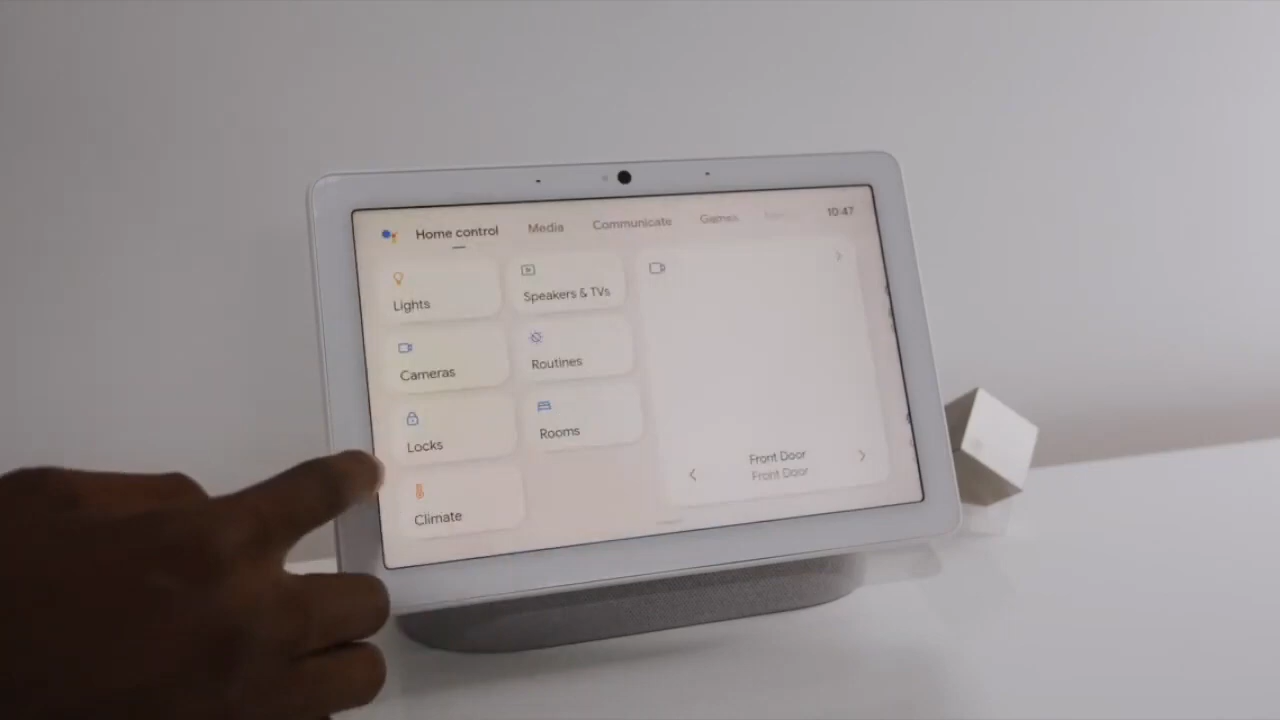 Home control
Media
Communicate
Games
10:47
Lights
Speakers & TVs
Cameras
Routines
Locks
Rooms
Climate
Front Door
Front Door